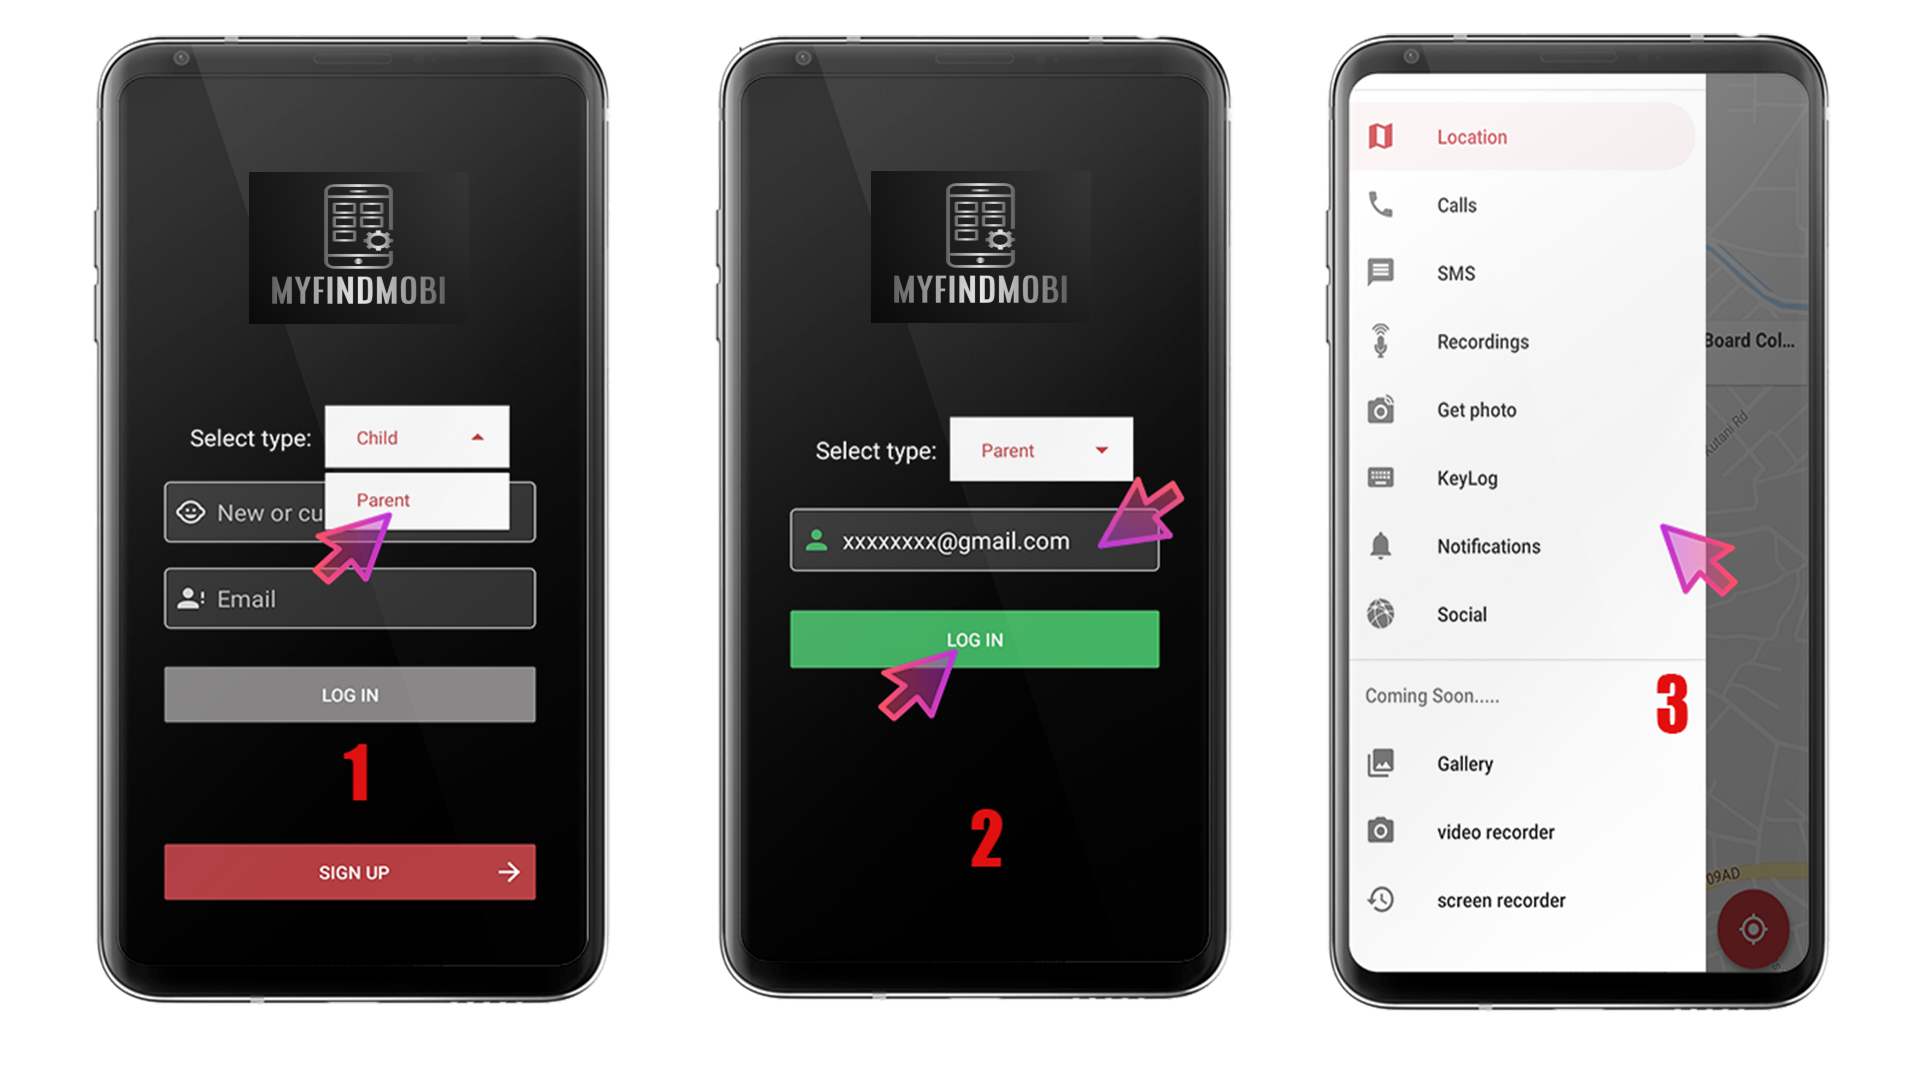 MYFINDMOBI
Select type:
Child
Parent
New or cu
Email
LOG IN
1
SIGN UP
MYFINDMOBI
Select type:
Parent
xxxxxxxx@gmail.com
LOG IN
2
Location
Calls
SMS
Recordings
Get photo
KeyLog
Notifications
Social
Coming Soon.....
3
Gallery
video recorder
screen recorder
Board Col...
Kutani Rd
09AD